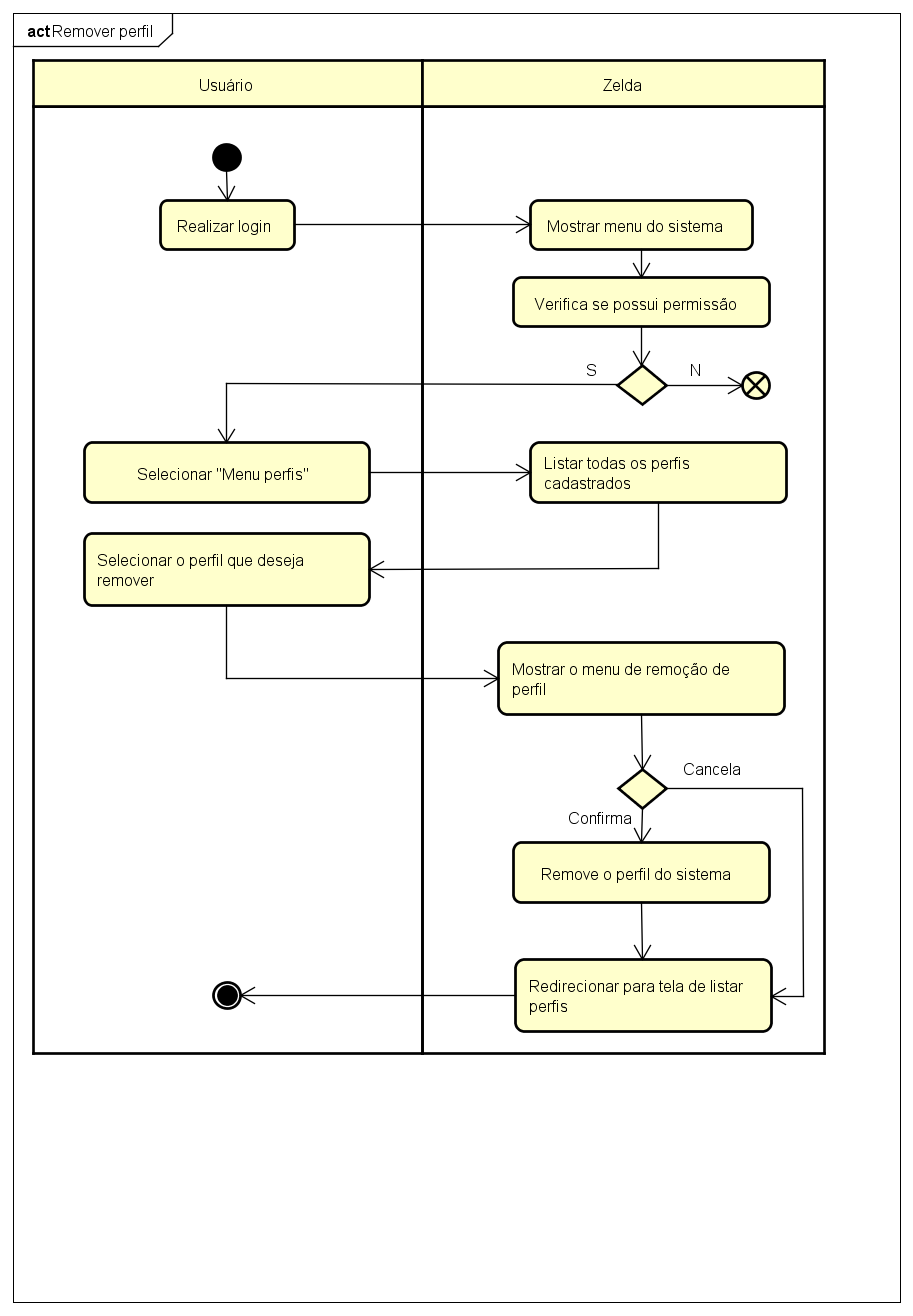 act Remover perfil
Usuário
Zelda
Realizar login
Mostrar menu do sistema
Verifica se possui permissão
S
N
Selecionar "Menu perfis"
Listar todas os perfis
cadastrados
Selecionar o perfil que deseja
remover
Mostrar o menu de remoção de
perfil
Cancela
Confirma
Remove o perfil do sistema
Redirecionar para tela de listar
perfis